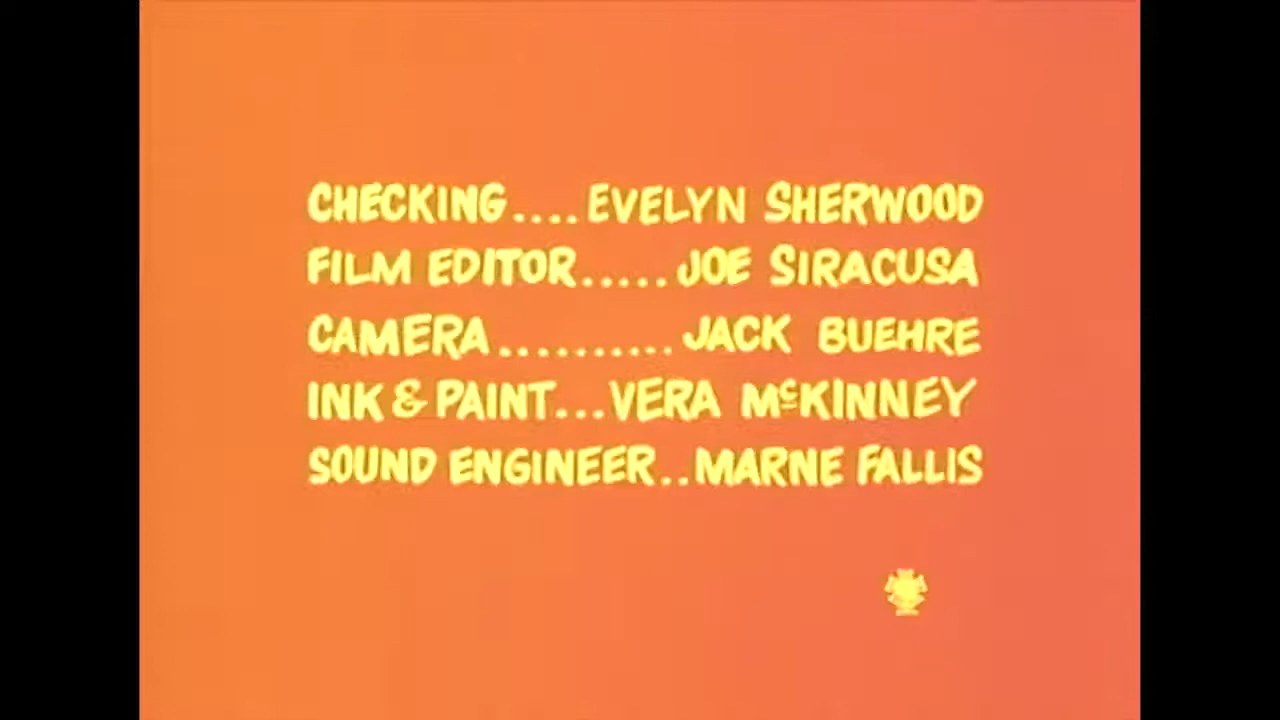 CHECKING....EVELYN SHERWOOD
FILM EDITOR.....JOE SIRACUSA
CAMERA..........JACK BUEHRE
INK & PAINT...VERA McKINNEY
SOUND ENGINEER..MARNE FALLIS